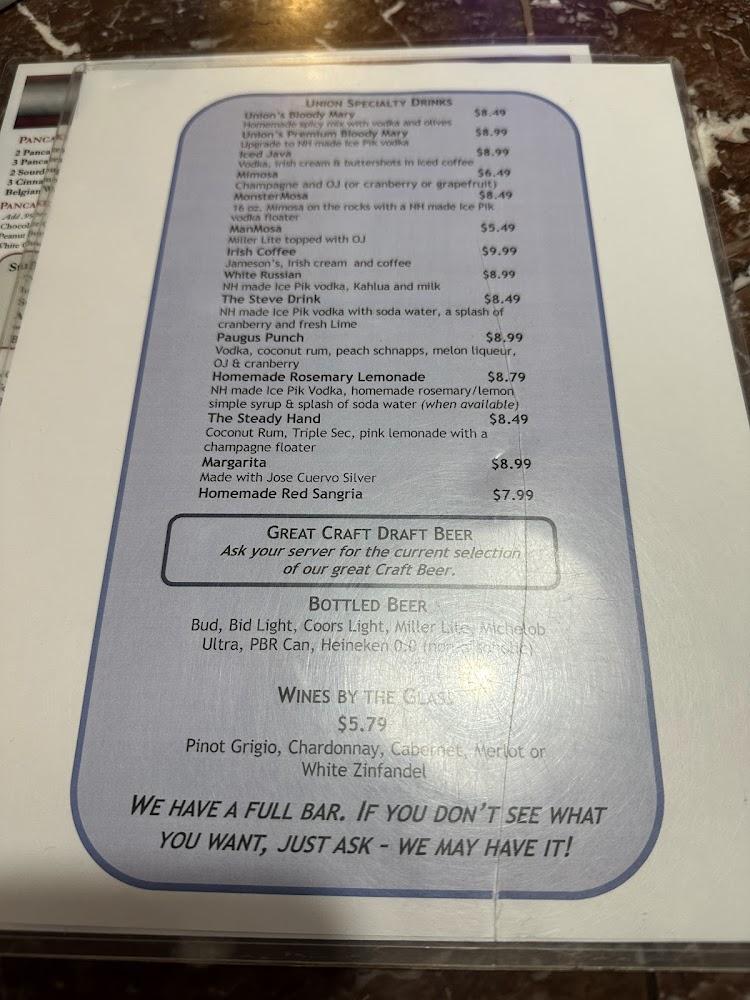 UNION SPECIALTY DRINKS
Union's Bloody Mary $8.49
Homemade spicy mix with vodka and olives
Union's Premium Bloody Mary $8.99
Upgrade to NH made Ice Pik vodka
Iced Java $8.99
Vodka, Irish cream & buttershots in iced coffee
Mimosa $6.49
Champagne and OJ (or cranberry or grapefruit)
MonsterMosa $8.49
16 oz. Mimosa on the rocks with a NH made Ice Pik
vodka floater
ManMosa $5.49
Miller Lite topped with OJ
Irish Coffee $9.99
Jameson's, Irish cream and coffee
White Russian $8.99
NH made Ice Pik vodka, Kahlua and milk
The Steve Drink $8.49
NH made Ice Pik vodka with soda water, a splash of
cranberry and fresh Lime
Paugus Punch $8.99
Vodka, coconut rum, peach schnapps, melon liqueur,
OJ & cranberry
Homemade Rosemary Lemonade $8.79
NH made Ice Pik Vodka, homemade rosemary/lemon
simple syrup & splash of soda water (when available)
The Steady Hand $8.49
Coconut Rum, Triple Sec, pink lemonade with a
champagne floater
Margarita $8.99
Made with Jose Cuervo Silver
Homemade Red Sangria $7.99
GREAT CRAFT DRAFT BEER
Ask your server for the current selection
of our great Craft Beer.
BOTTLED BEER
Bud, Bid Light, Coors Light, Miller Lite, Michelob
Ultra, PBR Can, Heineken 0.0 (non alcoholic)
WINES BY THE GLASS
$5.79
Pinot Grigio, Chardonnay, Cabernet, Merlot or
White Zinfandel
WE HAVE A FULL BAR. IF YOU DON'T SEE WHAT
YOU WANT, JUST ASK - WE MAY HAVE IT!
2
3
2 Sourd
3 Cinna
Belgian